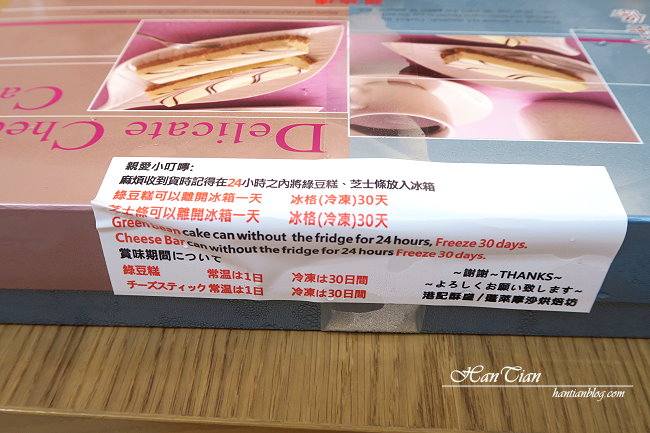 Delicate Che
Ca
親愛小叮嚀:
麻煩收到貨時記得在24小時之內將綠豆糕、芝士條放入冰箱
綠豆糕可以離開冰箱一天 冰格(冷凍)30天
芝士條可以離開冰箱一天 冰格(冷凍)30天
Green bean cake can without the fridge for 24 hours, Freeze 30 days.
Cheese Bar can without the fridge for 24 hours Freeze 30 days.
賞味期間について
綠豆糕 常温は1日 冷凍は30日間
チーズスティック 常温は1日 冷凍は30日間
~謝謝~THANKS~
~よろしくお願い致します~
港記酥皇/蓬萊摩沙烘焙坊
HanTian
hantianblog.com